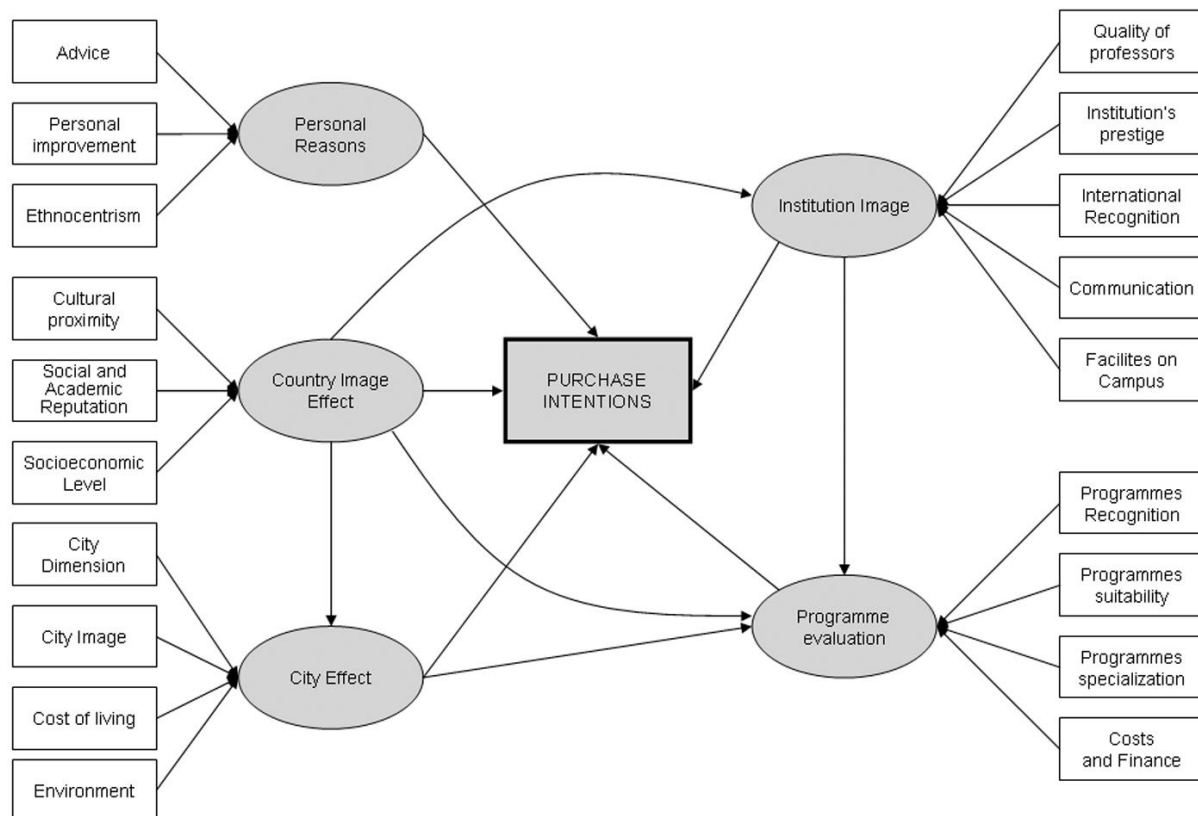 Advice
Personal
improvement
Ethnocentrism
Cultural
proximity
Social and
Academic
Reputation
Socioeconomic
Level
City
Dimension
City Image
Cost of living
Environment
Personal
Reasons
Country Image
Effect
City Effect
PURCHASE
INTENTIONS
Institution Image
Programme
evaluation
Quality of
professors
Institution's
prestige
International
Recognition
Communication
Facilites on
Campus
Programmes
Recognition
Programmes
suitability
Programmes
specialization
Costs
and Finance